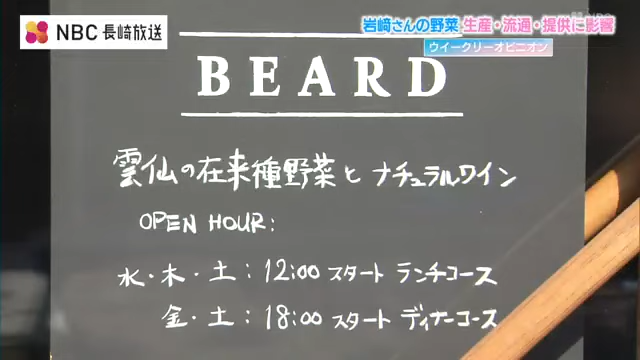 NBC 長崎放送
岩﨑さんの野菜 生産・流通・提供に影響
ウイークリーオピニオン
BEARD
雲仙の在来種野菜と ナチュラルワイン
OPEN HOUR:
水・木・土:12:00 スタート ランチコース
金・土:18:00 スタート ディナーコース